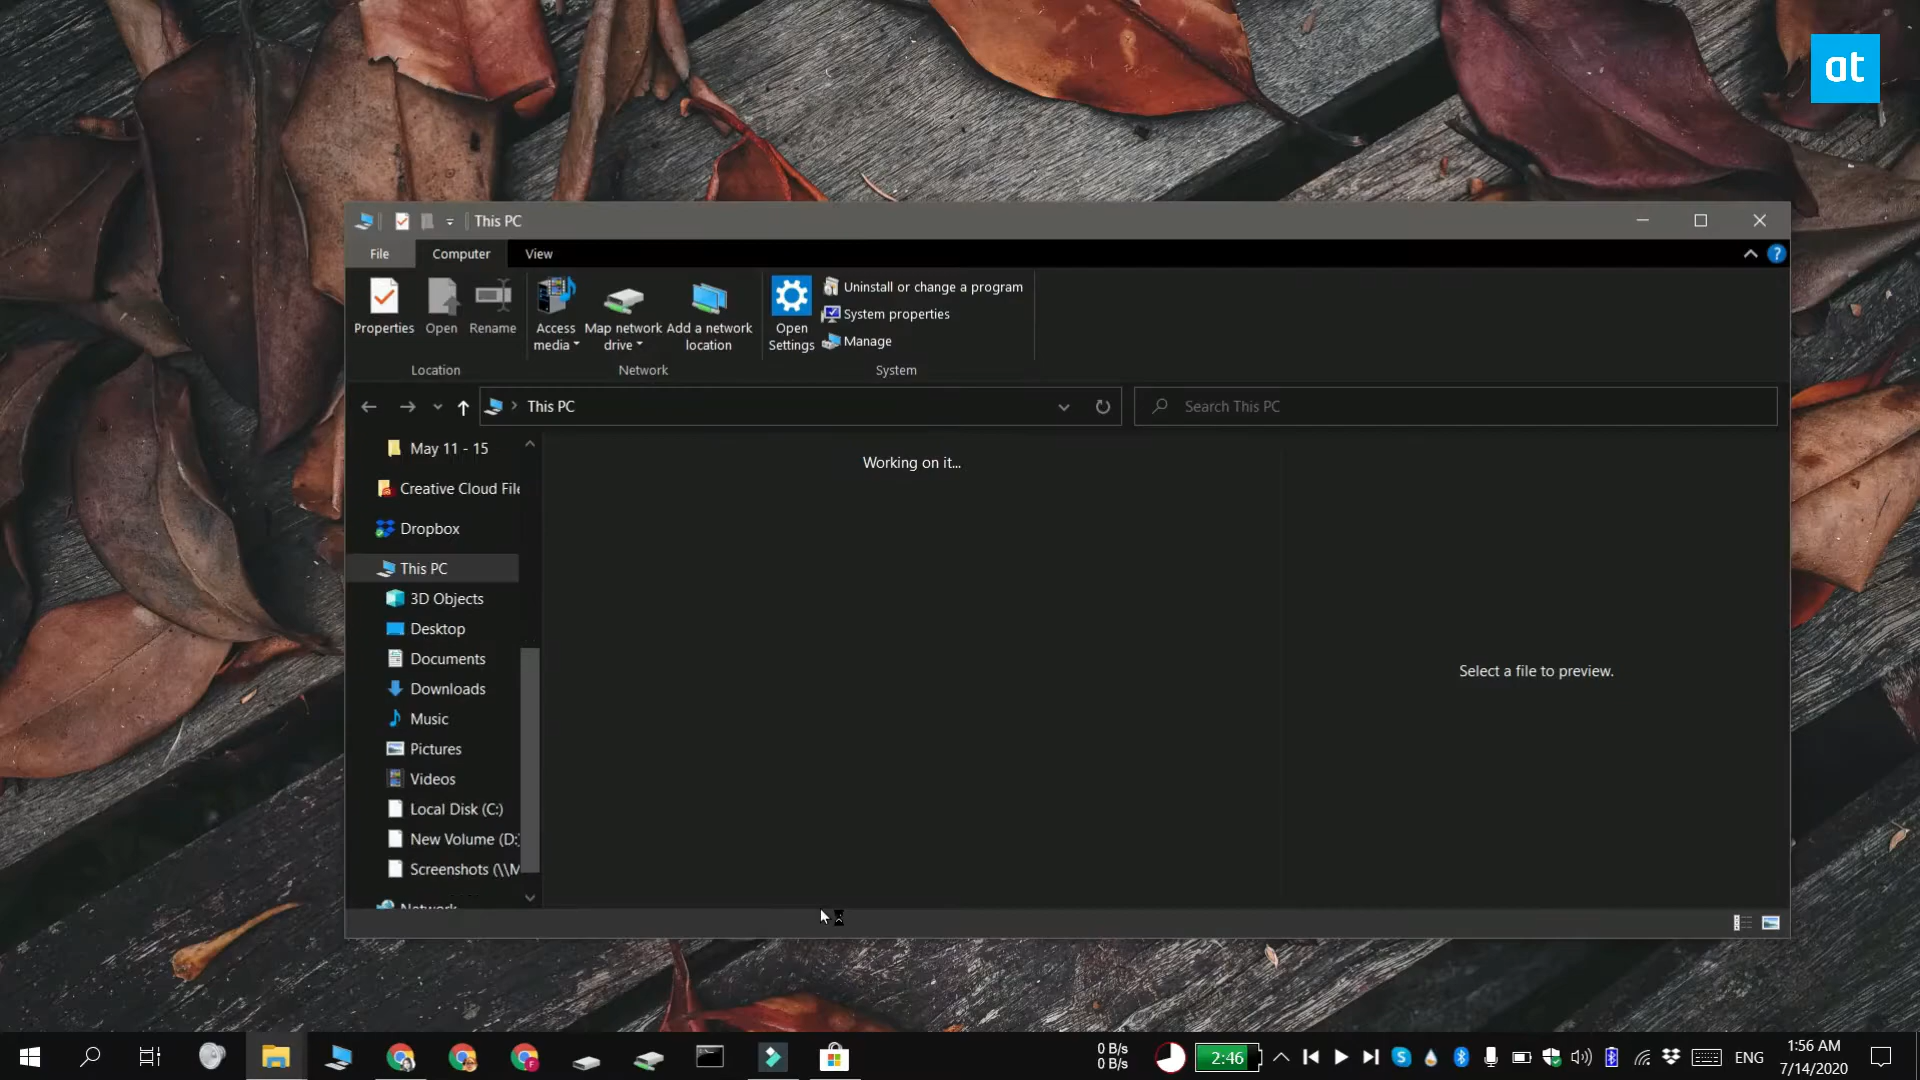 at
This PC
File
Computer
View
Properties
Open
Rename
Access media
Map network drive
Add a network location
Open Settings
Uninstall or change a program
System properties
Manage
Location
Network
System
This PC
Search This PC
May 11 - 15
Creative Cloud File
Dropbox
This PC
3D Objects
Desktop
Documents
Downloads
Music
Pictures
Videos
Local Disk (C:)
New Volume (D:
Screenshots (\\M
Network
Working on it...
Select a file to preview.
0 B/s
0 B/s
2:46
ENG
1:56 AM
7/14/2020